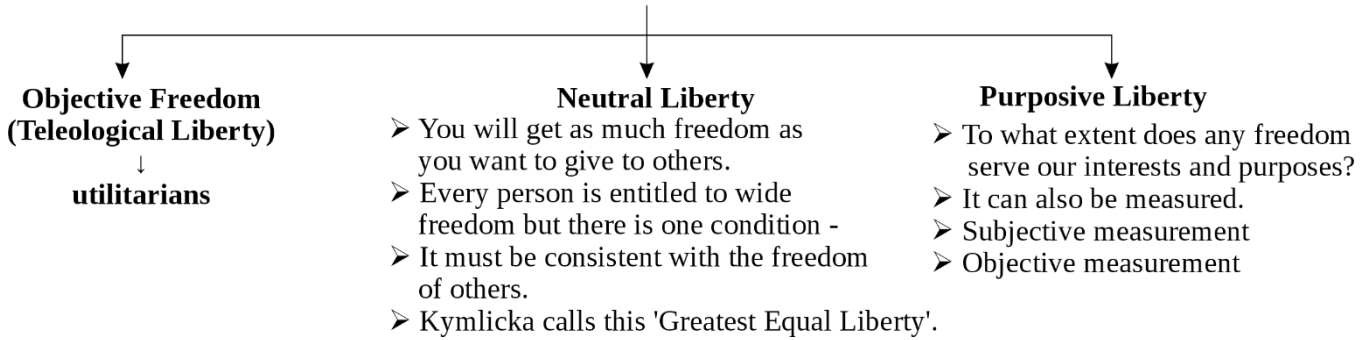 Objective Freedom
(Teleological Liberty)
↓
utilitarians
Neutral Liberty
➢ You will get as much freedom as
you want to give to others.
➢ Every person is entitled to wide
freedom but there is one condition -
➢ It must be consistent with the freedom
of others.
➢ Kymlicka calls this 'Greatest Equal Liberty'.
Purposive Liberty
➢ To what extent does any freedom
serve our interests and purposes?
➢ It can also be measured.
➢ Subjective measurement
➢ Objective measurement